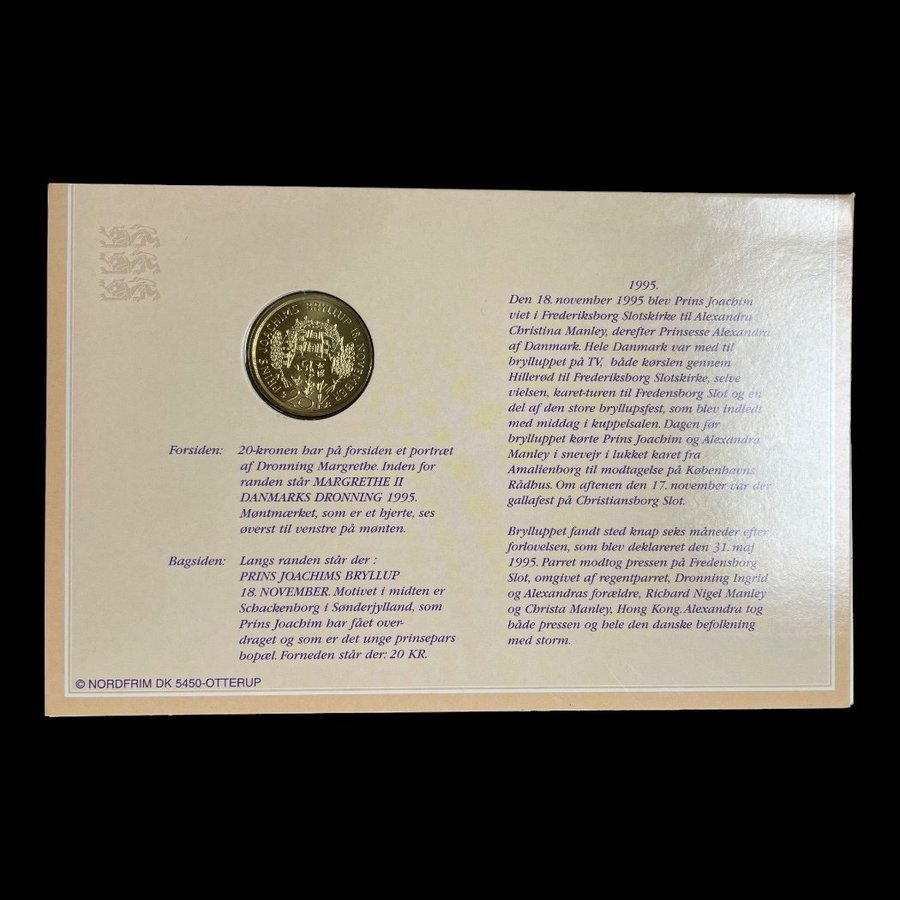 PRINS JOACHIMS BRYLLUP 18. NOVEMBER
20 KR
Forsiden: 20-kronen har på forsiden et portræt
af Dronning Margrethe. Inden for
randen står MARGRETHE II
DANMARKS DRONNING 1995.
Møntmærket, som er et hjerte, ses
øverst til venstre på mønten.
Bagsiden: Langs randen står der :
PRINS JOACHIMS BRYLLUP
18. NOVEMBER. Motivet i midten er
Schackenborg i Sønderjylland, som
Prins Joachim har fået over-
draget og som er det unge prinsepars
bopæl. Forneden står der: 20 KR.
© NORDFRIM DK 5450-OTTERUP
1995.
Den 18. november 1995 blev Prins Joachim
viet i Frederiksborg Slotskirke til Alexandra
Christina Manley, derefter Prinsesse Alexandra
af Danmark. Hele Danmark var med til
brylluppet på TV, både kørslen gennem
Hillerød til Frederiksborg Slotskirke, selve
vielsen, karet-turen til Fredensborg Slot og en
del af den store bryllupsfest, som blev indledt
med middag i kuppelsalen. Dagen før
brylluppet kørte Prins Joachim og Alexandra
Manley i snevejr i lukket karet fra
Amalienborg til modtagelse på Københavns
Rådhus. Om aftenen den 17. november var der
gallafest på Christiansborg Slot.
Brylluppet fandt sted knap seks måneder efter
forlovelsen, som blev deklareret den 31. maj
1995. Parret modtog pressen på Fredensborg
Slot, omgivet af regentparret, Dronning Ingrid
og Alexandras forældre, Richard Nigel Manley
og Christa Manley, Hong Kong. Alexandra tog
både pressen og hele den danske befolkning
med storm.